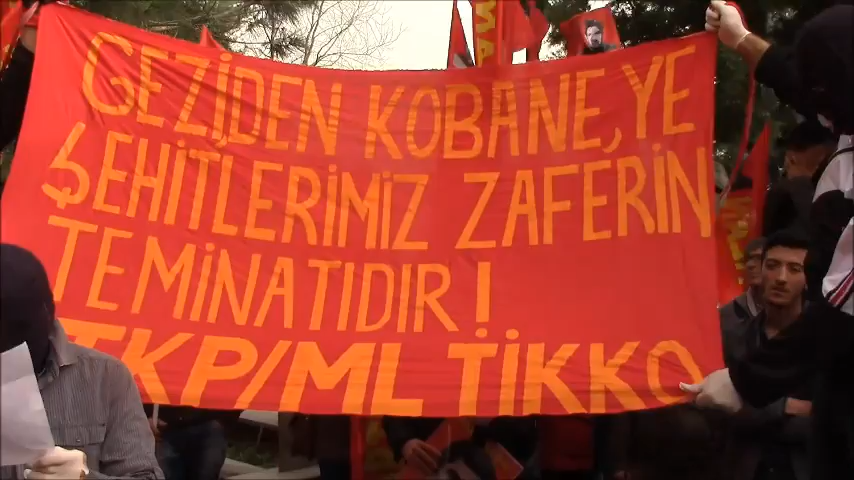 GEZİ,DEN KOBANE,YE
ŞEHİTLERİMİZ ZAFERİN
TEMİNATIDIR!
TKP/ML TİKKO